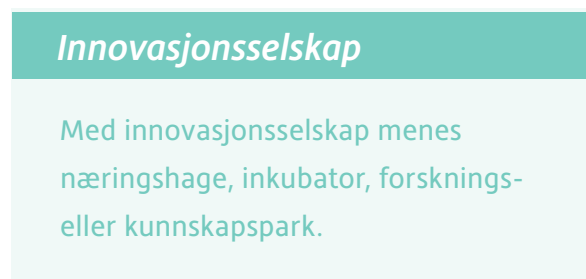 Innovasjonsselskap
Med innovasjonsselskap menes
næringshage, inkubator, forsknings-
eller kunnskapspark.